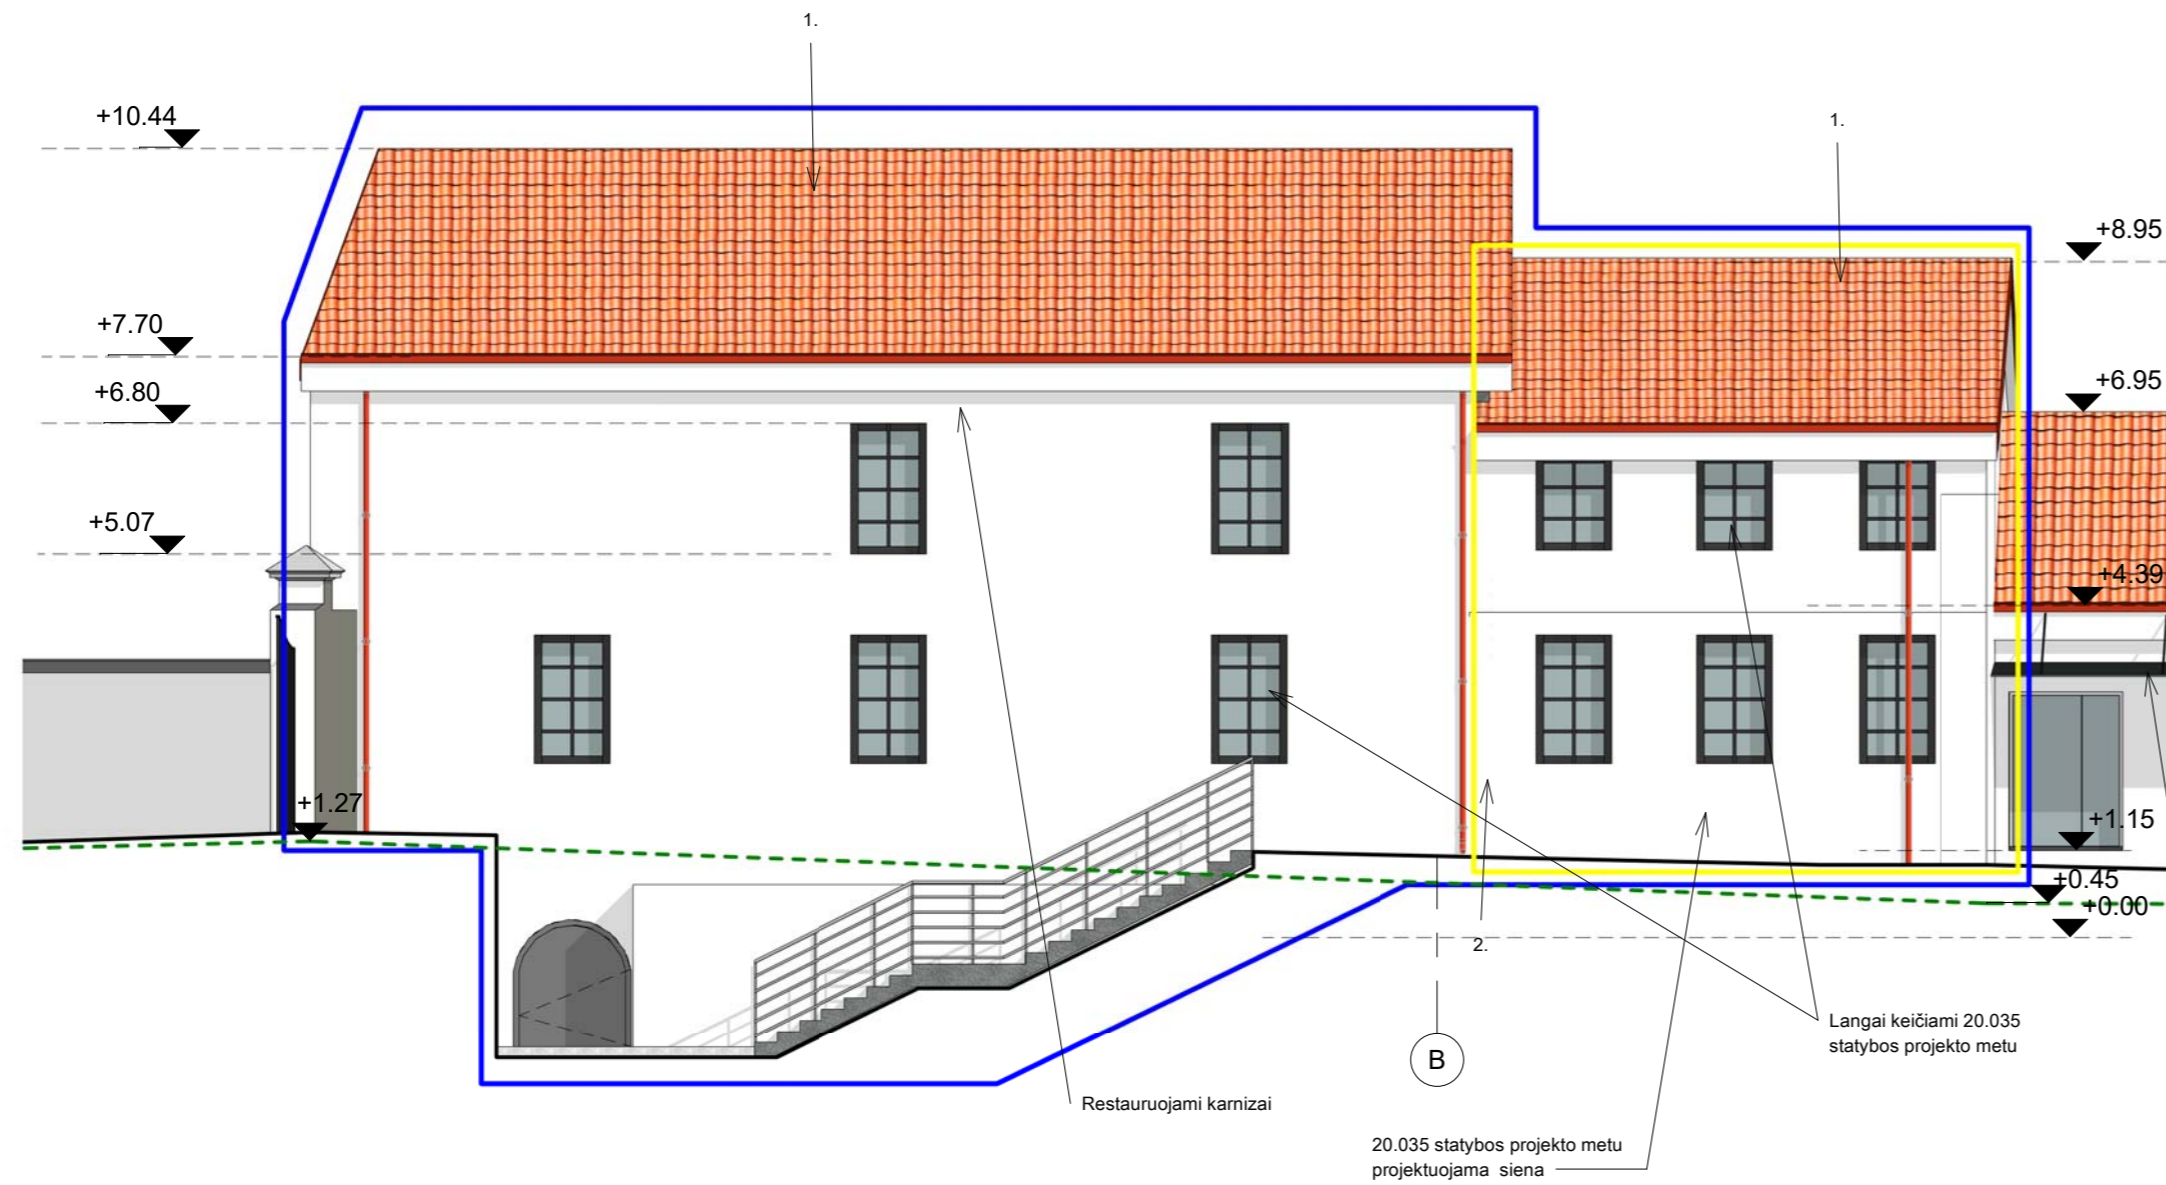 1.
+10.44
1.
+8.95
+7.70
+6.95
+6.80
+5.07
+4.39
+1.27
+1.15
+0.45
+0.00
2.
Langai keičiami 20.035
statybos projekto metu
B
Restauruojami karnizai
20.035 statybos projekto metu
projektuojama siena